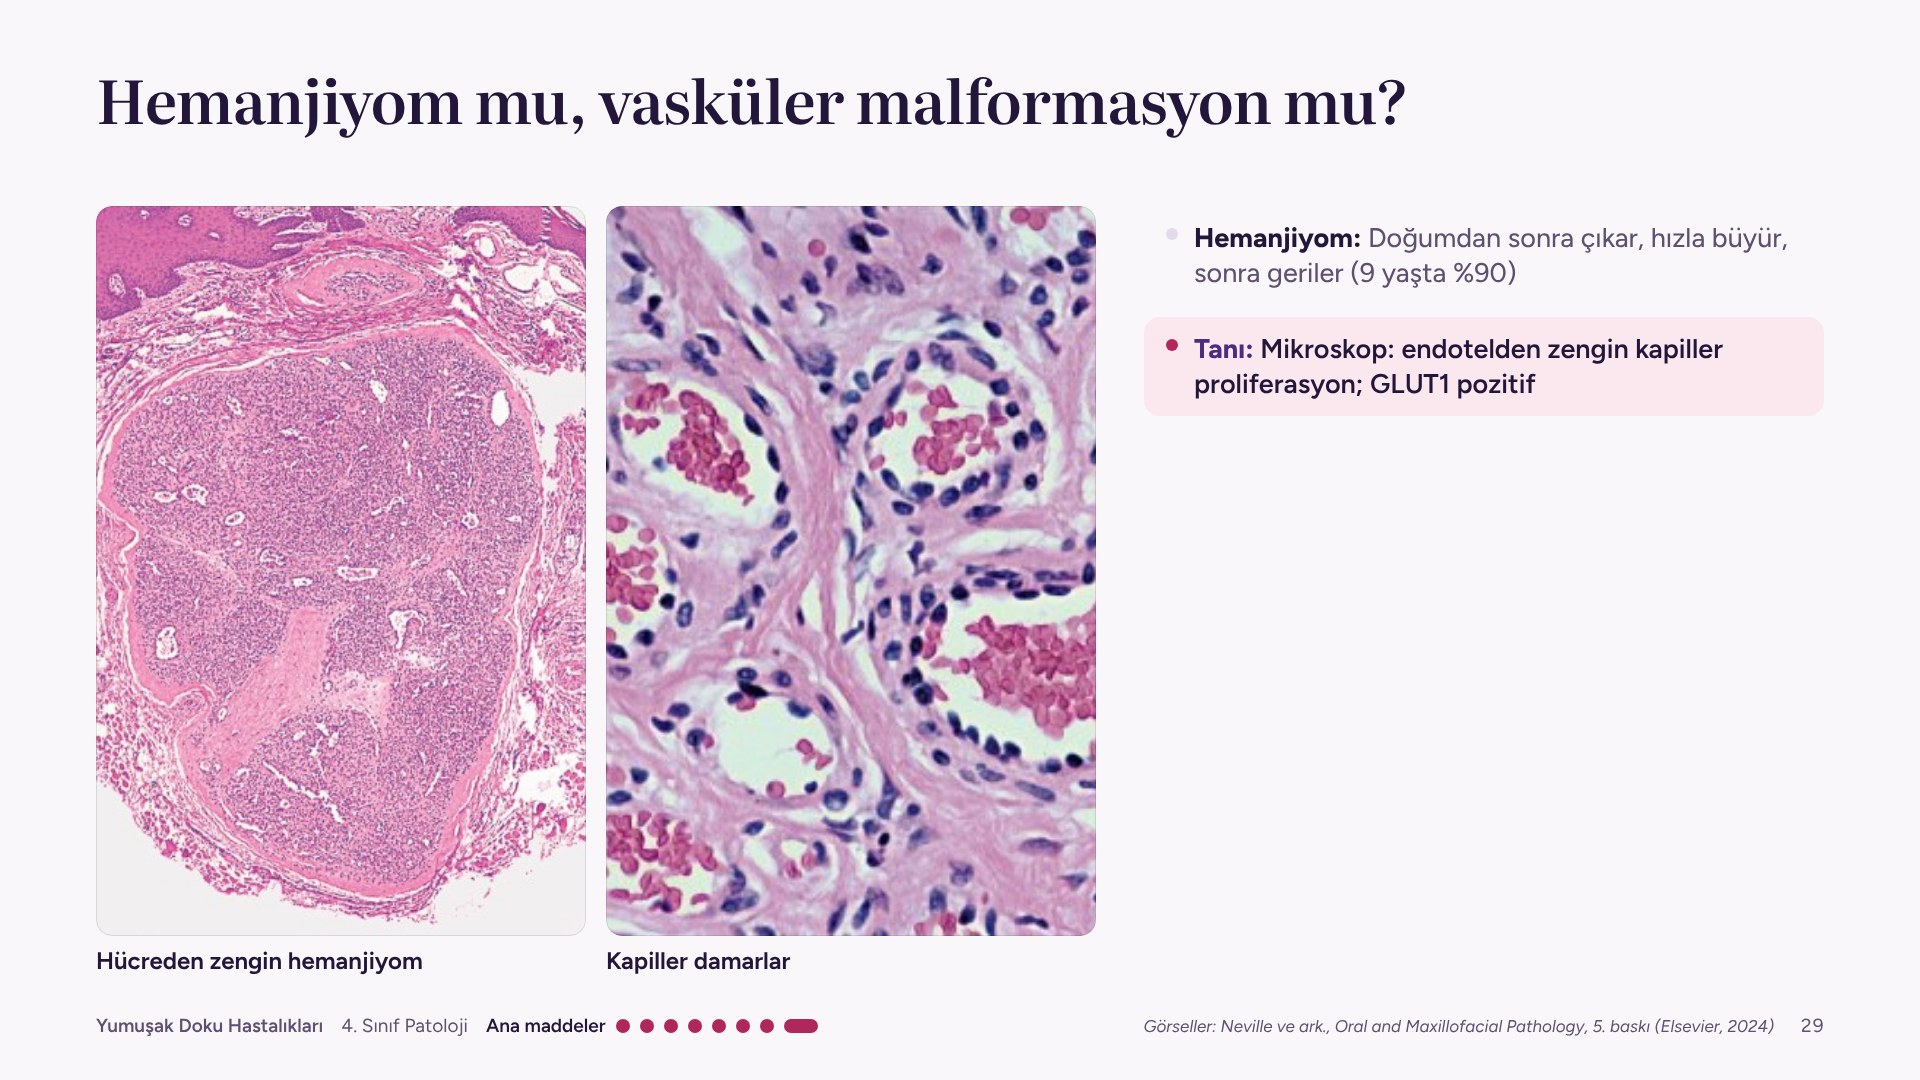 Hemanjiyom mu, vasküler malformasyon mu?
Hemanjiyom: Doğumdan sonra çıkar, hızla büyür,
sonra geriler (9 yaşta %90)
Tanı: Mikroskop: endotelden zengin kapiller
proliferasyon; GLUT1 pozitif
Hücreden zengin hemanjiyom
Kapiller damarlar
Yumuşak Doku Hastalıkları 4. Sınıf Patoloji Ana maddeler
Görseller: Neville ve ark., Oral and Maxillofacial Pathology, 5. baskı (Elsevier, 2024) 29